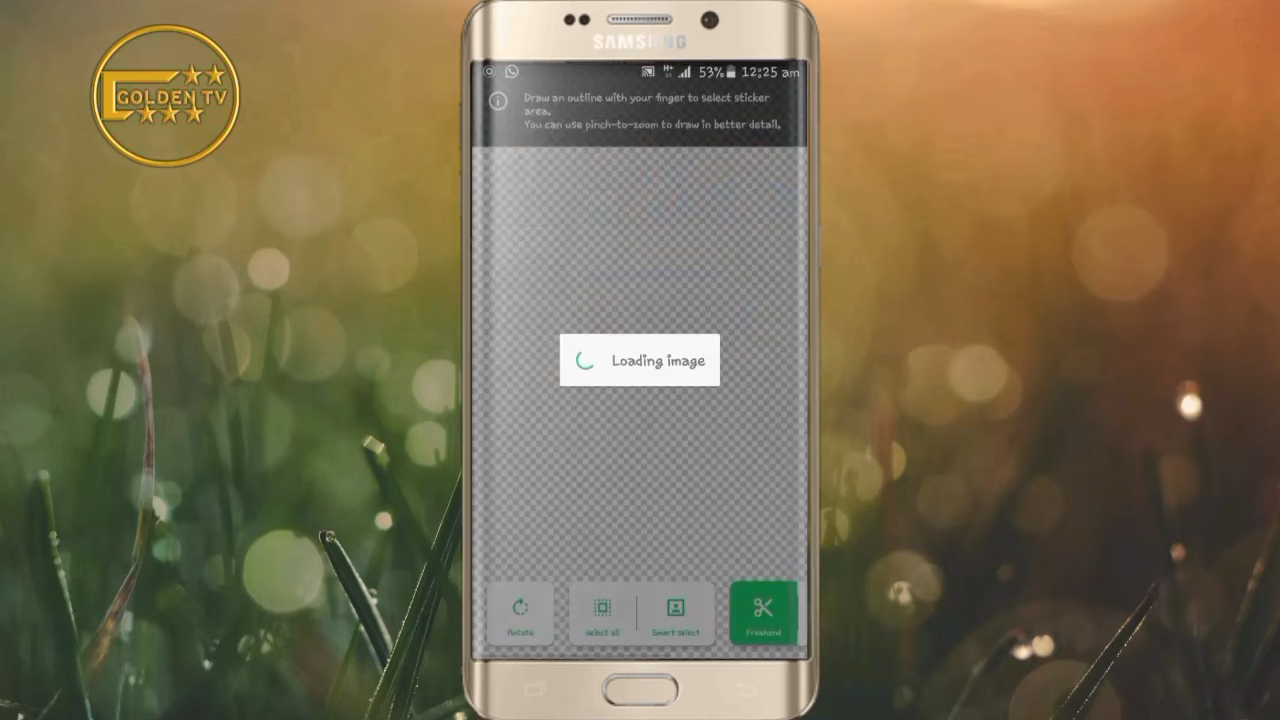 GOLDEN TV
SAMSUNG
53% 12:25 am
Draw an outline with your finger to select sticker
area.
You can use pinch-to-zoom to draw in better detail.
Loading image
Rotate
Select all
Smart select
Freehand